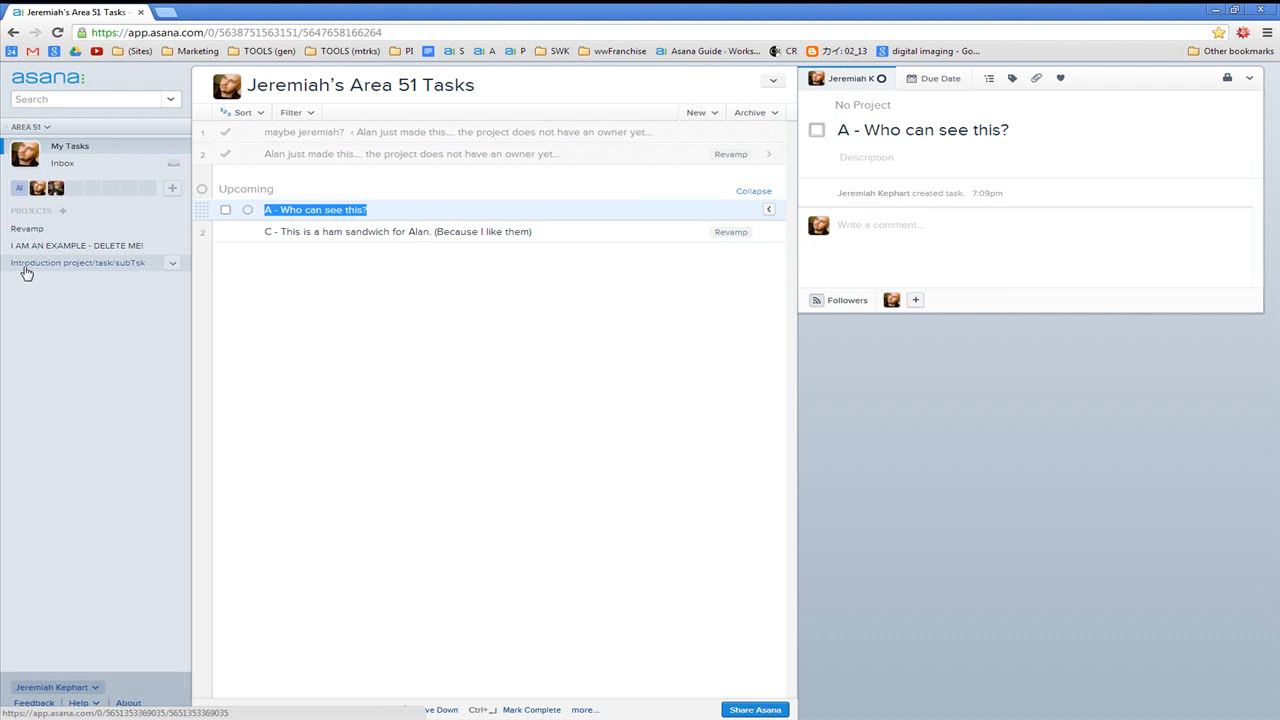 Jeremiah's Area 51 Tasks -
https://app.asana.com/0/5638751563151/5647658166264
(Sites) Marketing TOOLS (gen) TOOLS (mtrks) PI S A P SWK wwFranchise Asana Guide - Works... CR カイ: 02_13 digital imaging - Go... Other bookmarks
asana:
Search
AREA 51
My Tasks
Inbox
Al
PROJECTS +
Revamp
I AM AN EXAMPLE - DELETE ME!
Introduction project/task/subTsk
Jeremiah Kephart
Feedback Help About
https://app.asana.com/0/5651353369035/5651353369035
Jeremiah's Area 51 Tasks
Sort Filter New Archive
1 maybe jeremiah? ‹ Alan just made this.... the project does not have an owner yet...
2 Alan just made this.... the project does not have an owner yet... Revamp
Upcoming Collapse
A - Who can see this?
2 C - This is a ham sandwich for Alan. (Because I like them) Revamp
ve Down Ctrl+ Mark Complete more... Share Asana
Jeremiah K Due Date
No Project
A - Who can see this?
Description
Jeremiah Kephart created task. 7:09pm
Write a comment...
Followers +